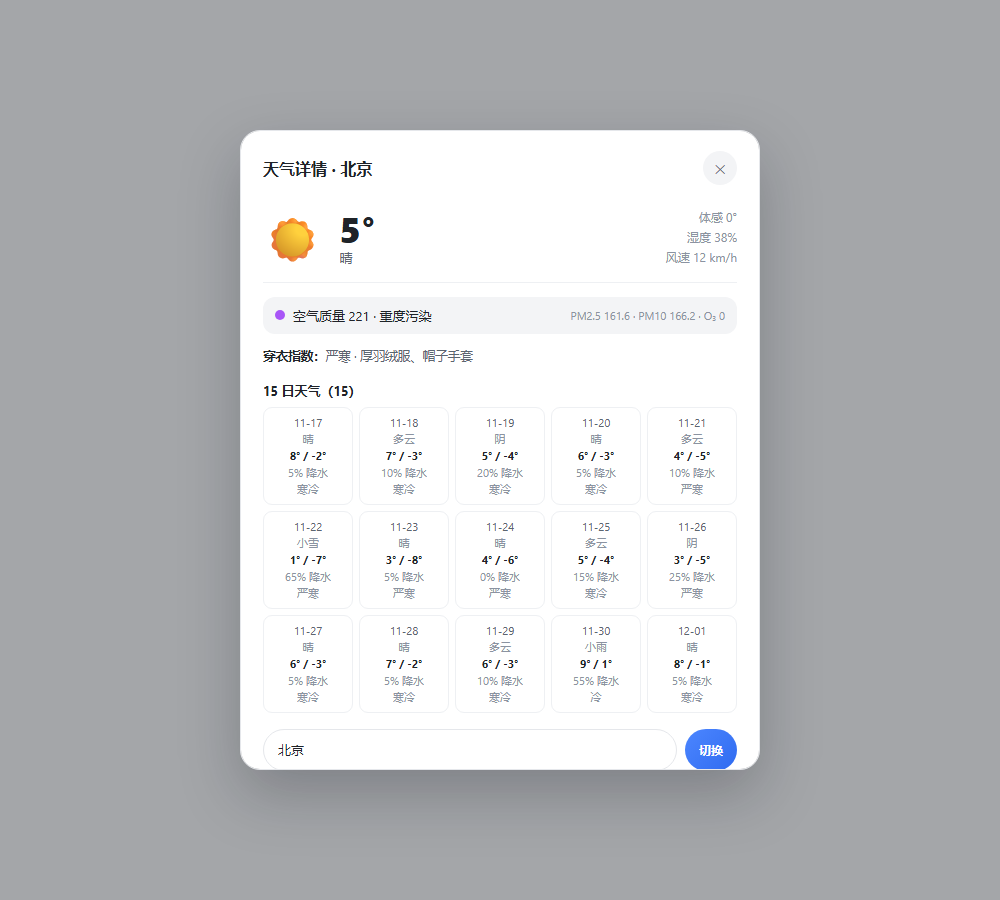 天气详情 · 北京
×
5°
晴
体感 0°
湿度 38%
风速 12 km/h
空气质量 221 · 重度污染
PM2.5 161.6 · PM10 166.2 · O₃ 0
穿衣指数: 严寒 · 厚羽绒服、帽子手套
15 日天气（15）
11-17
晴
8° / -2°
5% 降水
寒冷
11-18
多云
7° / -3°
10% 降水
寒冷
11-19
阴
5° / -4°
20% 降水
寒冷
11-20
晴
6° / -3°
5% 降水
寒冷
11-21
多云
4° / -5°
10% 降水
严寒
11-22
小雪
1° / -7°
65% 降水
严寒
11-23
晴
3° / -8°
5% 降水
严寒
11-24
晴
4° / -6°
0% 降水
严寒
11-25
多云
5° / -4°
15% 降水
寒冷
11-26
阴
3° / -5°
25% 降水
严寒
11-27
晴
6° / -3°
5% 降水
寒冷
11-28
晴
7° / -2°
5% 降水
寒冷
11-29
多云
6° / -3°
10% 降水
寒冷
11-30
小雨
9° / 1°
55% 降水
冷
12-01
晴
8° / -1°
5% 降水
寒冷
北京
切换